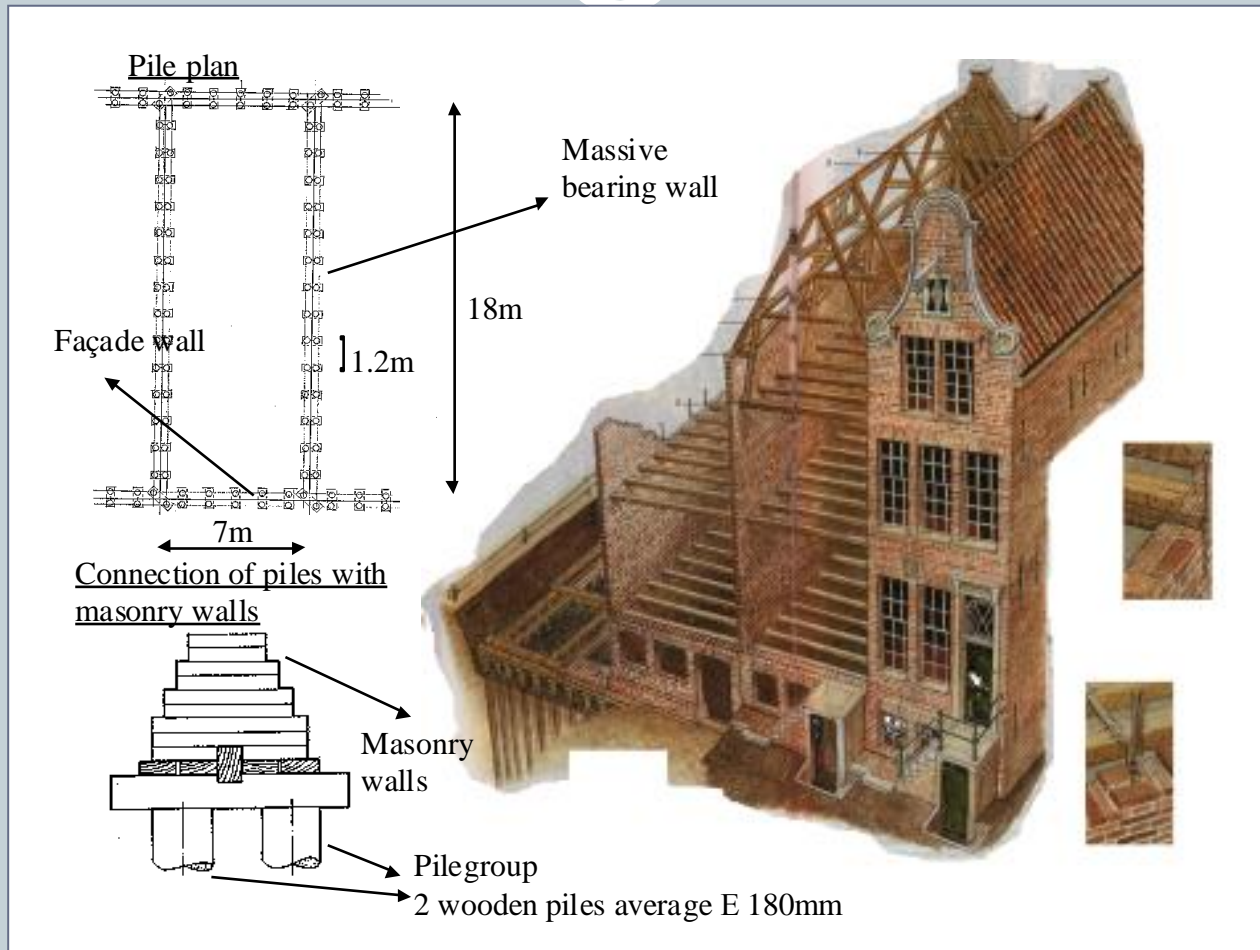 Pile plan
Massive
bearing wall
18m
Façade wall
1.2m
7m
Connection of piles with
masonry walls
Masonry
walls
Pilegroup
2 wooden piles average E 180mm